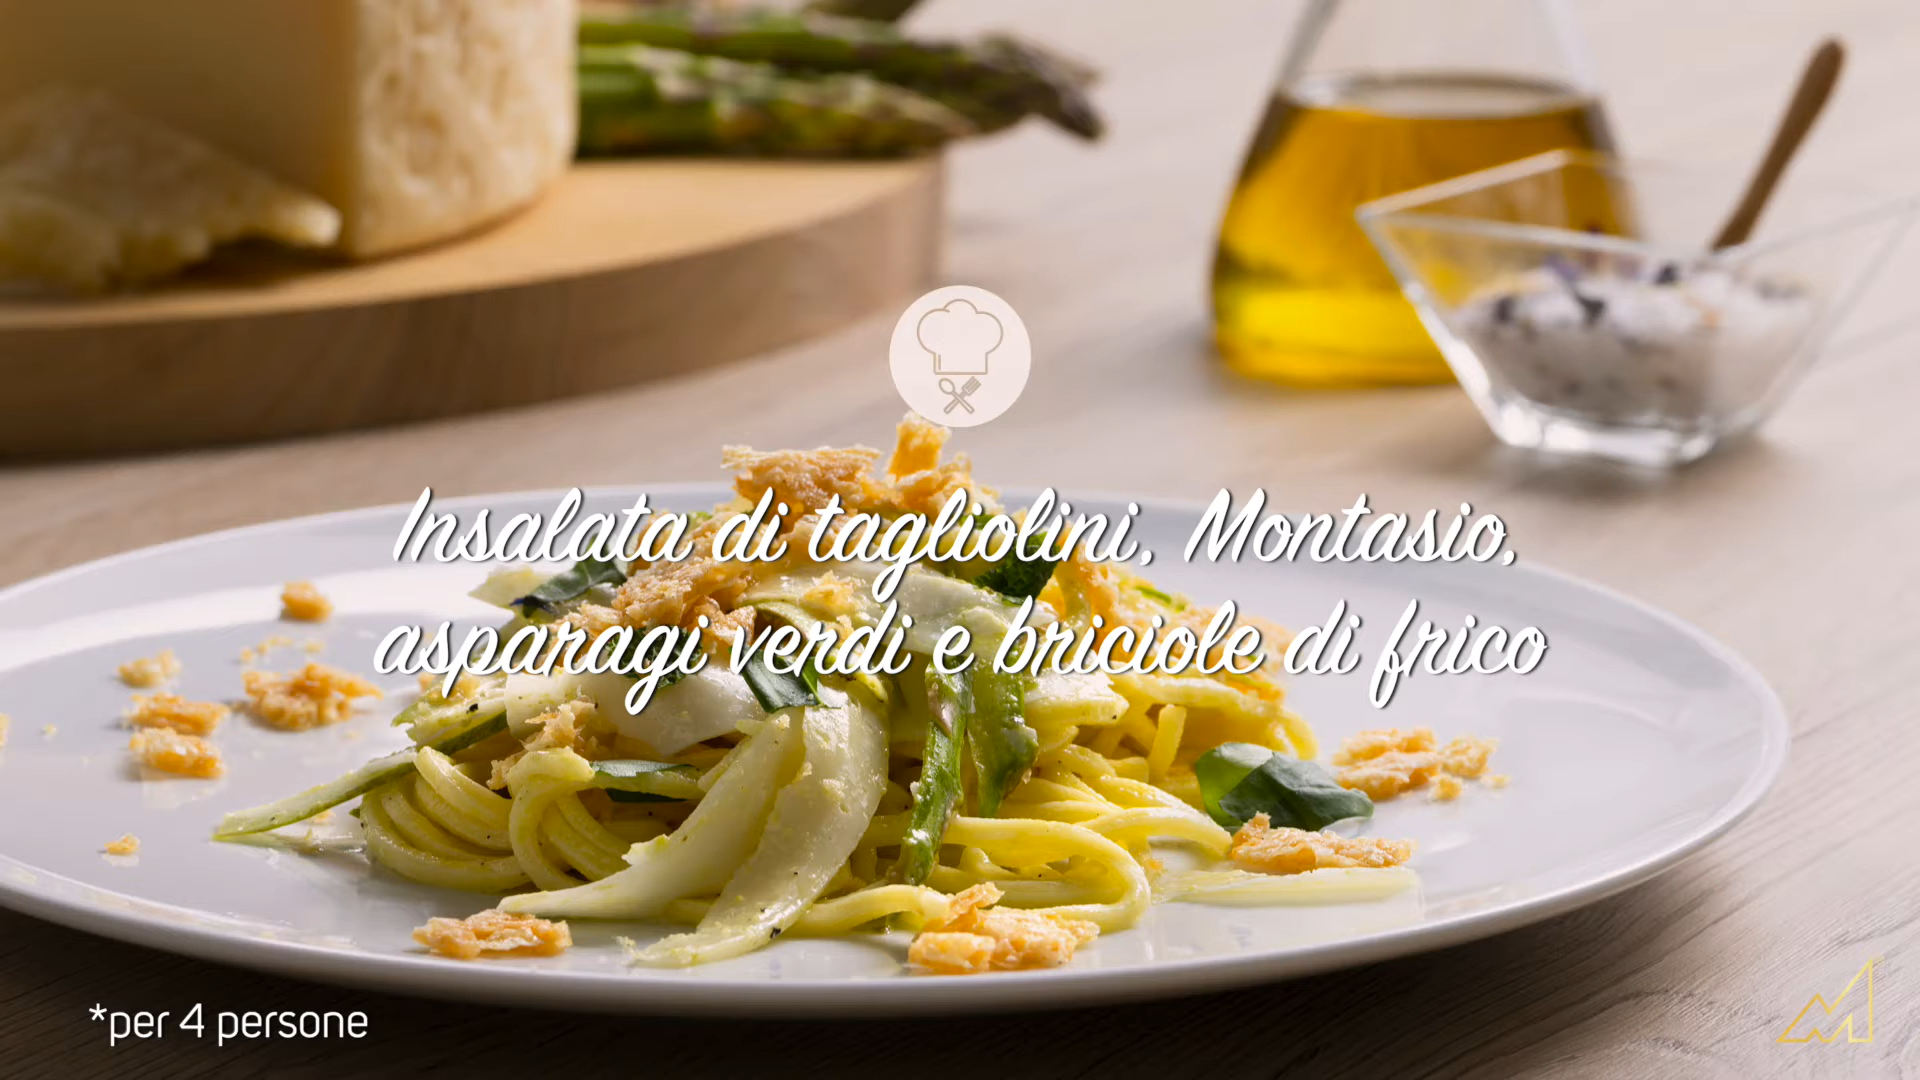 Insalata di tagliolini, Montasio,
asparagi verdi e briciole di frico
*per 4 persone